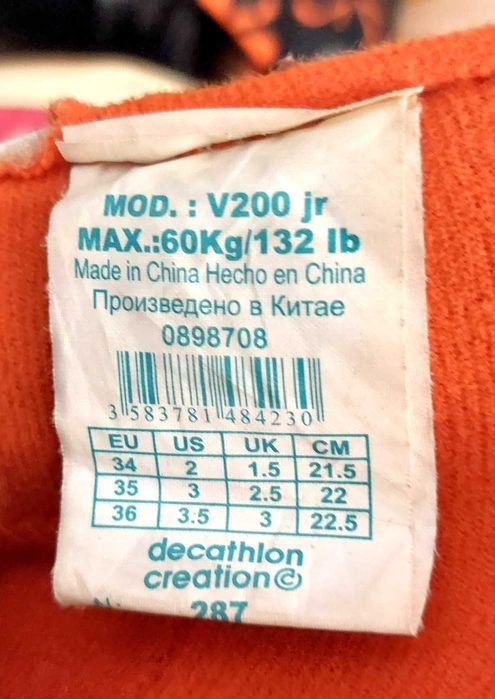 MOD. : V200 jr
MAX.:60Kg/132 lb
Made in China Hecho en China
Произведено в Китае
0898708
3 583781 484230
EU US UK CM
34 2 1.5 21.5
35 3 2.5 22
36 3.5 3 22.5
decathlon
creation©
287